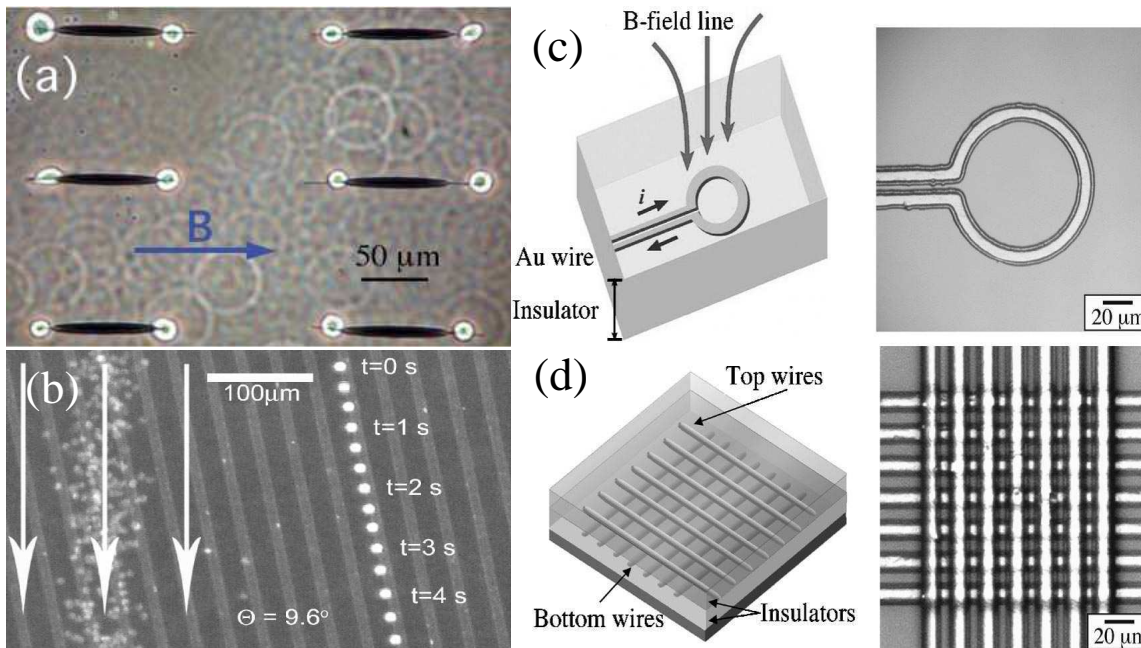 (a)
B
50 μm
(b)
100μm
t=0 s
t=1 s
t=2 s
t=3 s
t=4 s
Θ = 9.6°
(c)
B-field line
i
Au wire
Insulator
20 μm
(d)
Top wires
Bottom wires
Insulators
20 μm